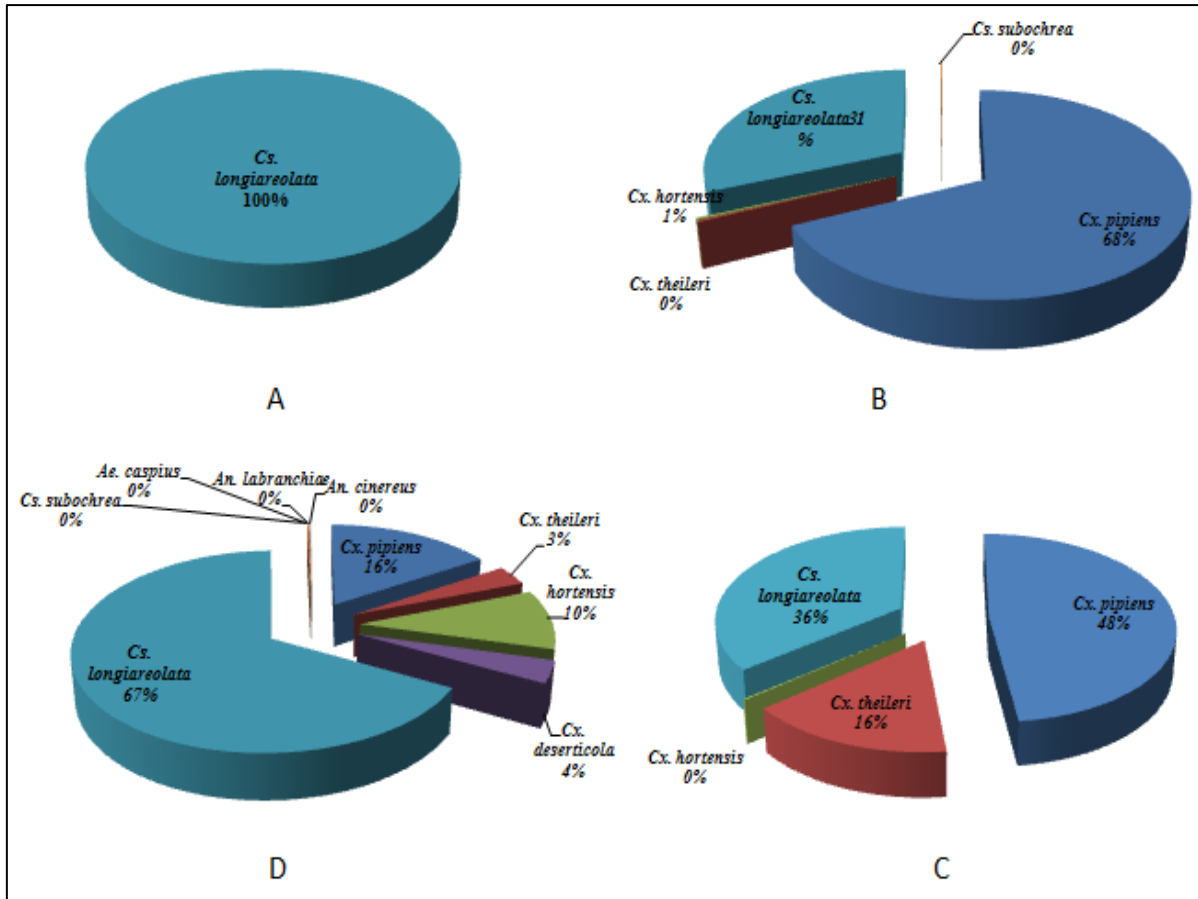 Cs.
longiareolata
100%
A
Cs. subochrea
0%
Cs.
longiareolata31
%
Cx. hortensis
1%
Cx. theileri
0%
Cx. pipiens
68%
B
Ae. caspius
0%
An. labranchiæ
0%
An. cinereus
0%
Cs. subochrea
0%
Cx. pipiens
16%
Cx. theileri
3%
Cx.
hortensis
10%
Cs.
longiareolata
67%
Cx.
deserticola
4%
D
Cs.
longiareolata
36%
Cx. pipiens
48%
Cx. theileri
16%
Cx. hortensis
0%
C